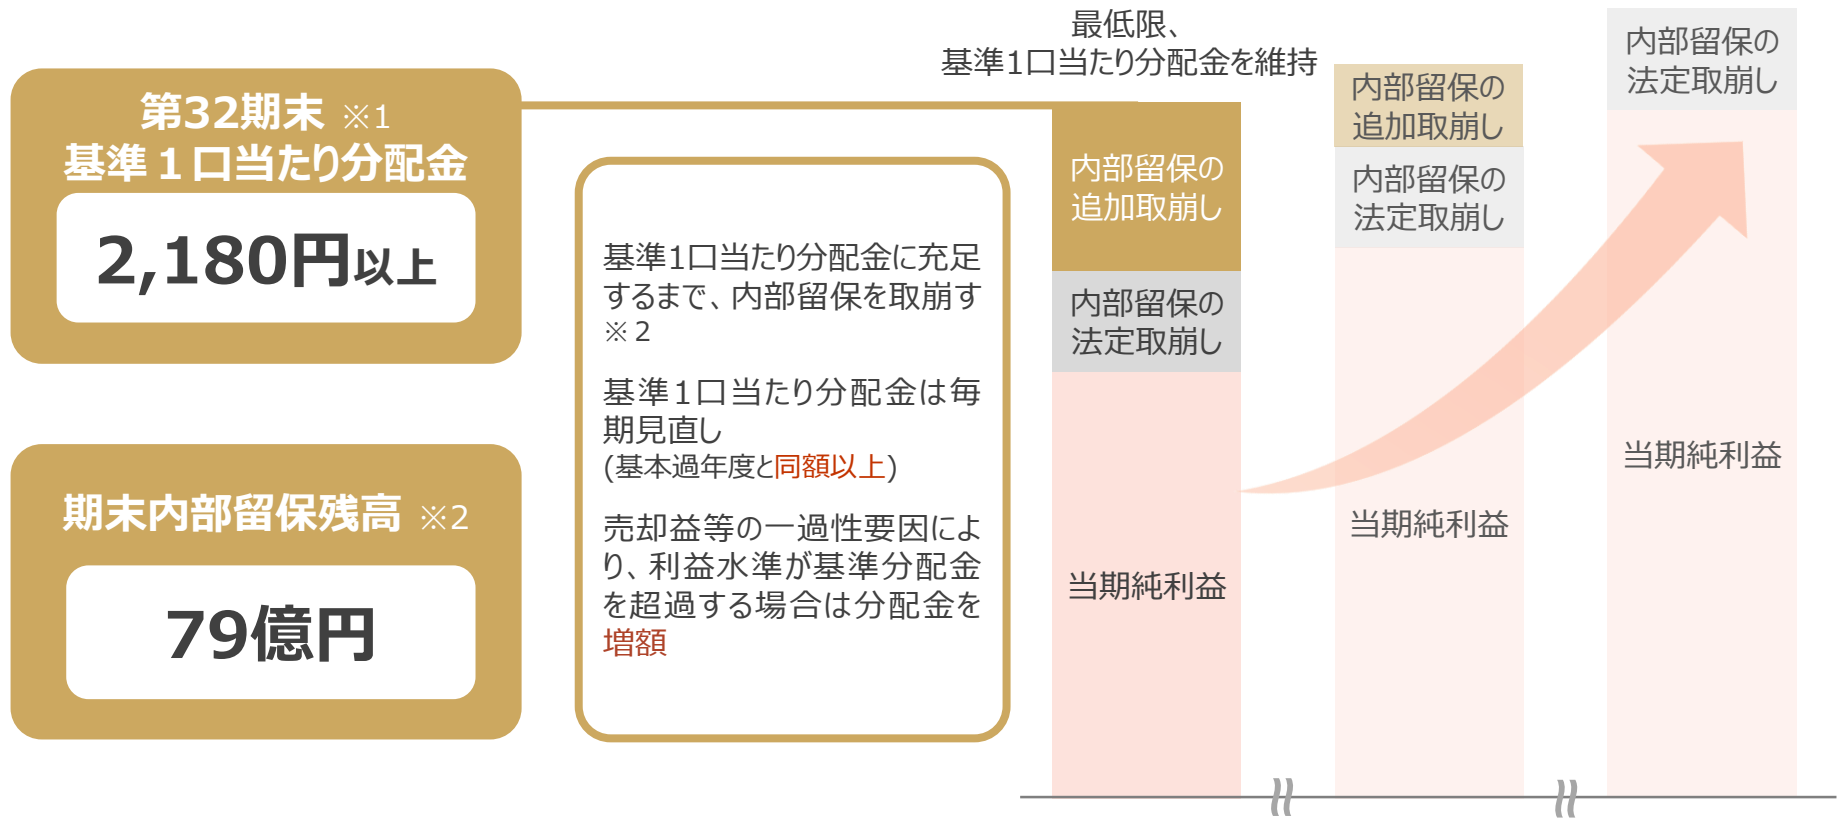 第32期末 ※1
基準１口当たり分配金
2,180円以上
期末内部留保残高 ※2
79億円
基準1口当たり分配金に充足
するまで、内部留保を取崩す
※２
基準1口当たり分配金は毎
期見直し
(基本過年度と同額以上)
売却益等の一過性要因によ
り、利益水準が基準分配金
を超過する場合は分配金を
増額
最低限、
基準1口当たり分配金を維持
内部留保の
追加取崩し
内部留保の
法定取崩し
当期純利益
内部留保の
追加取崩し
内部留保の
法定取崩し
当期純利益
内部留保の
法定取崩し
当期純利益